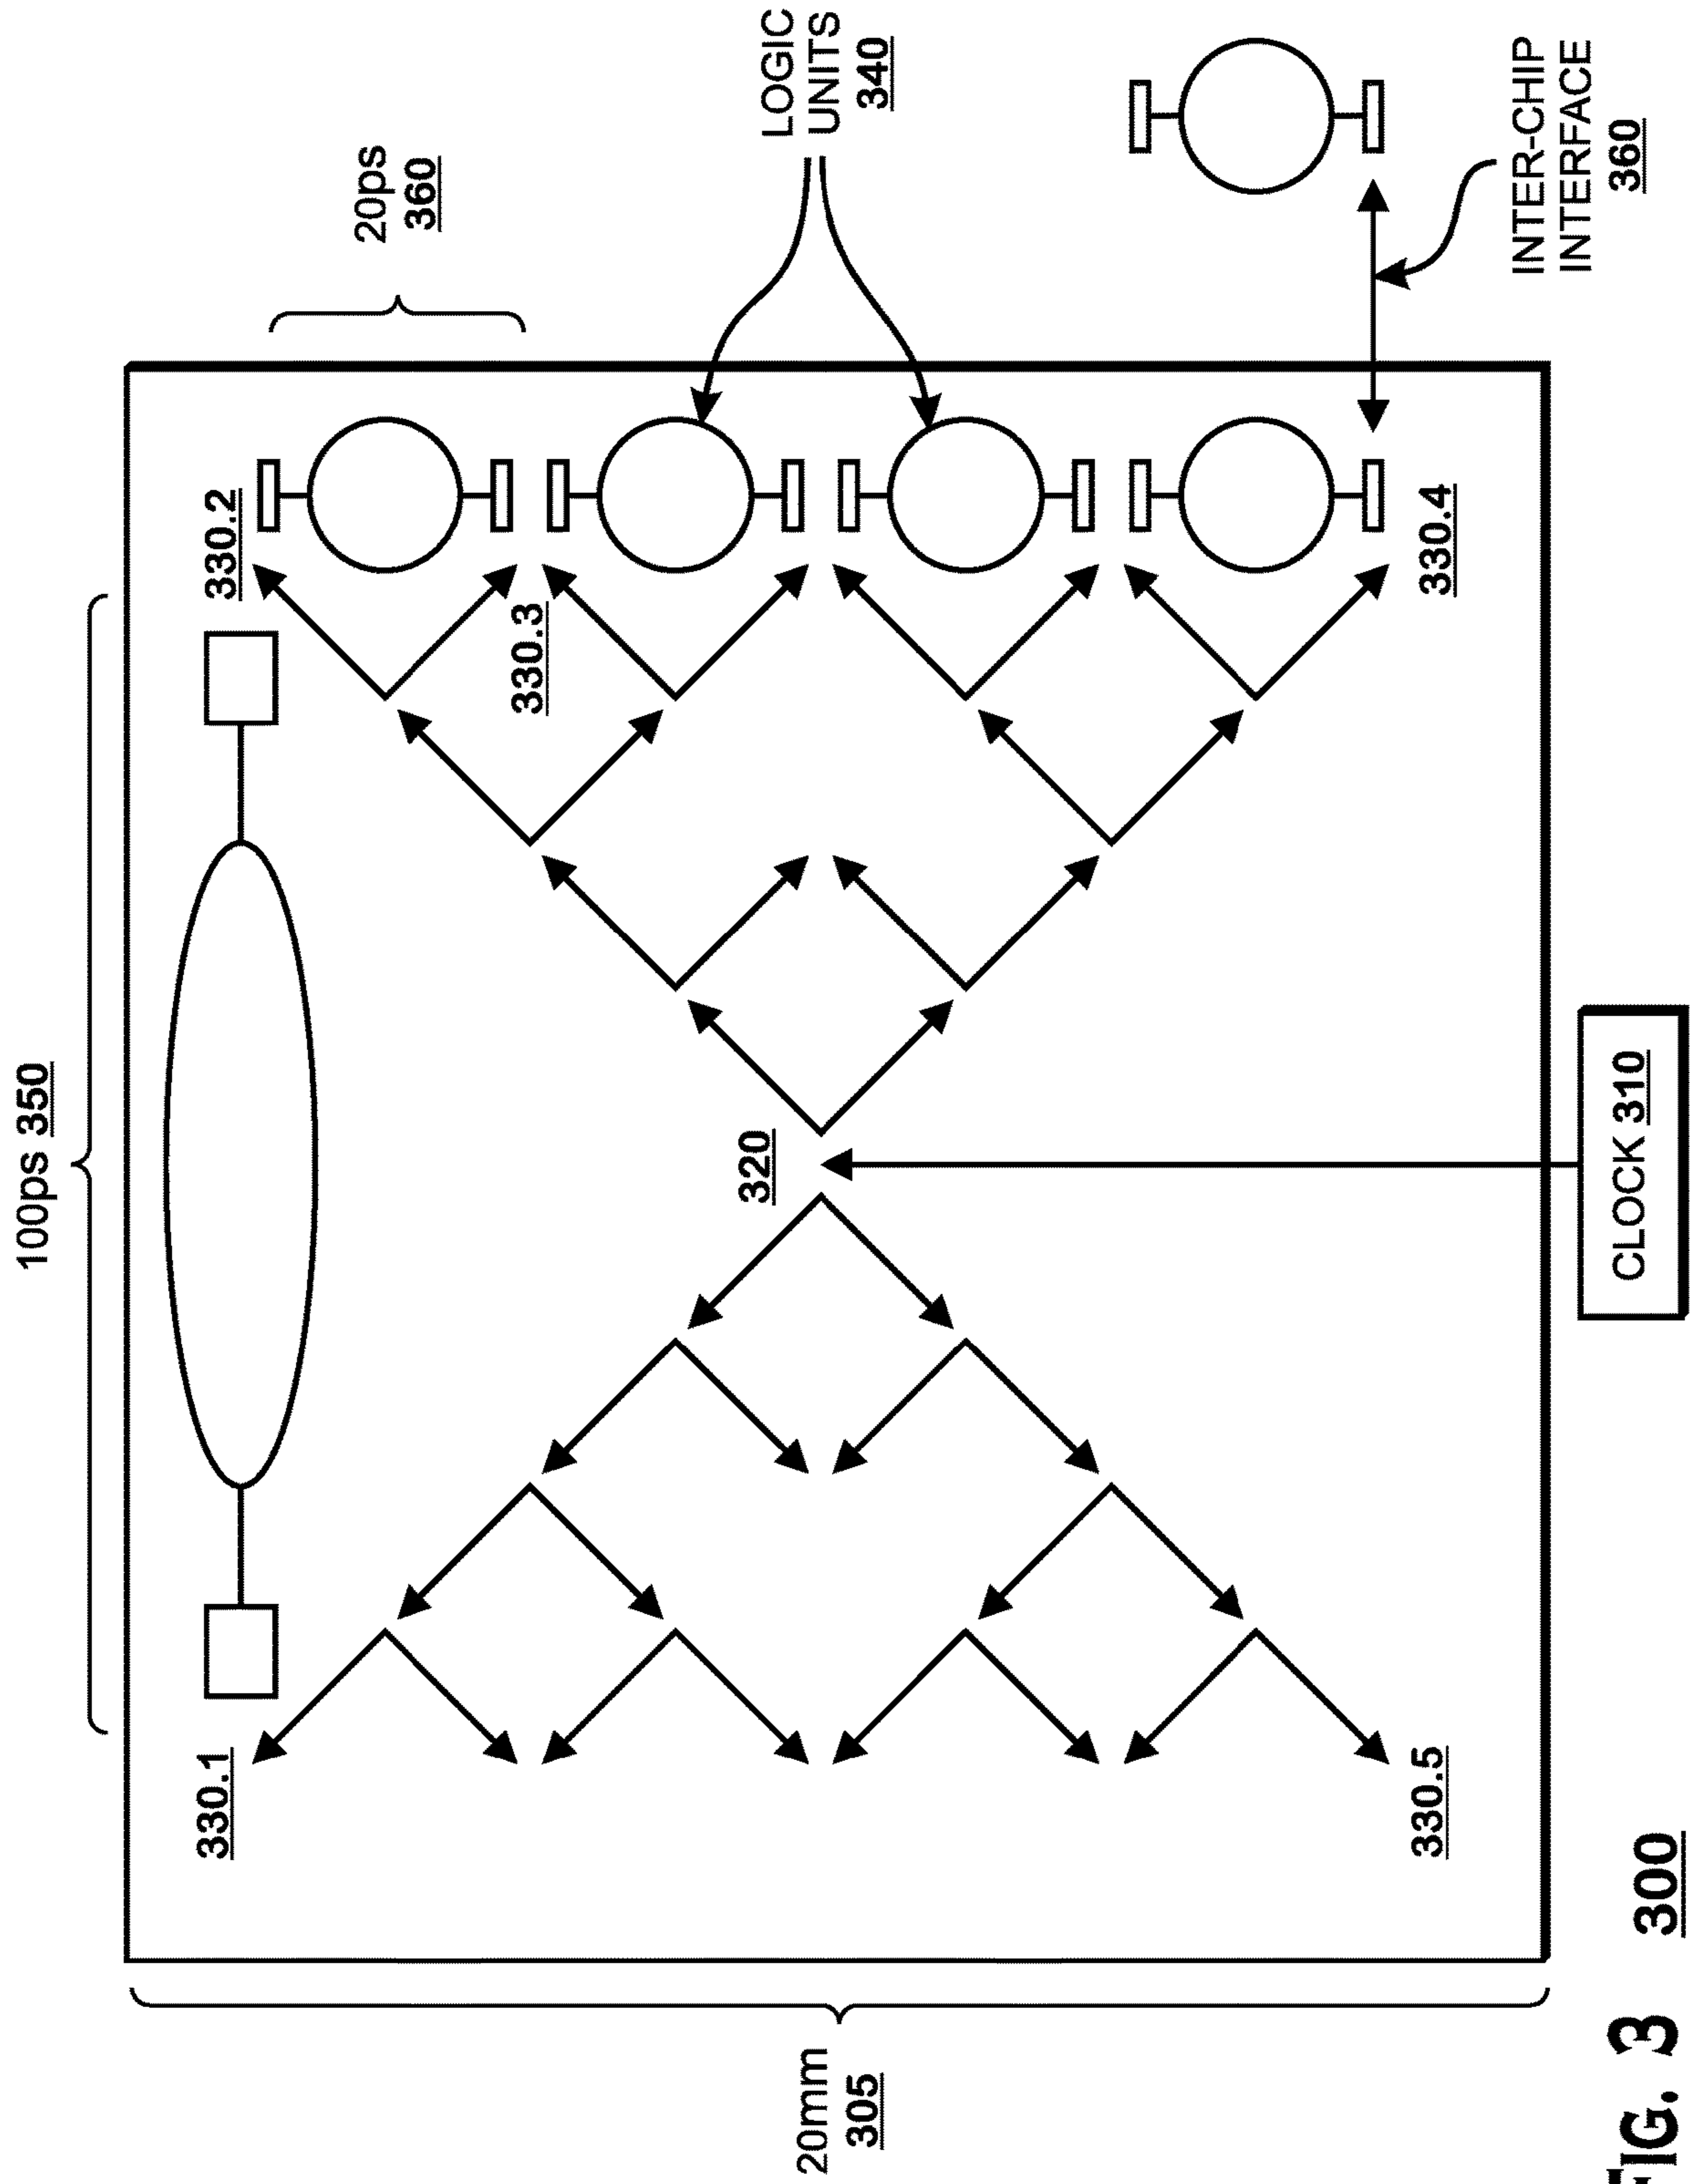 100ps 350
330.1
330.2
20ps
360
330.3
320
LOGIC
UNITS
340
20mm
305
330.5
330.4
INTER-CHIP
INTERFACE
360
CLOCK 310
FIG. 3 300